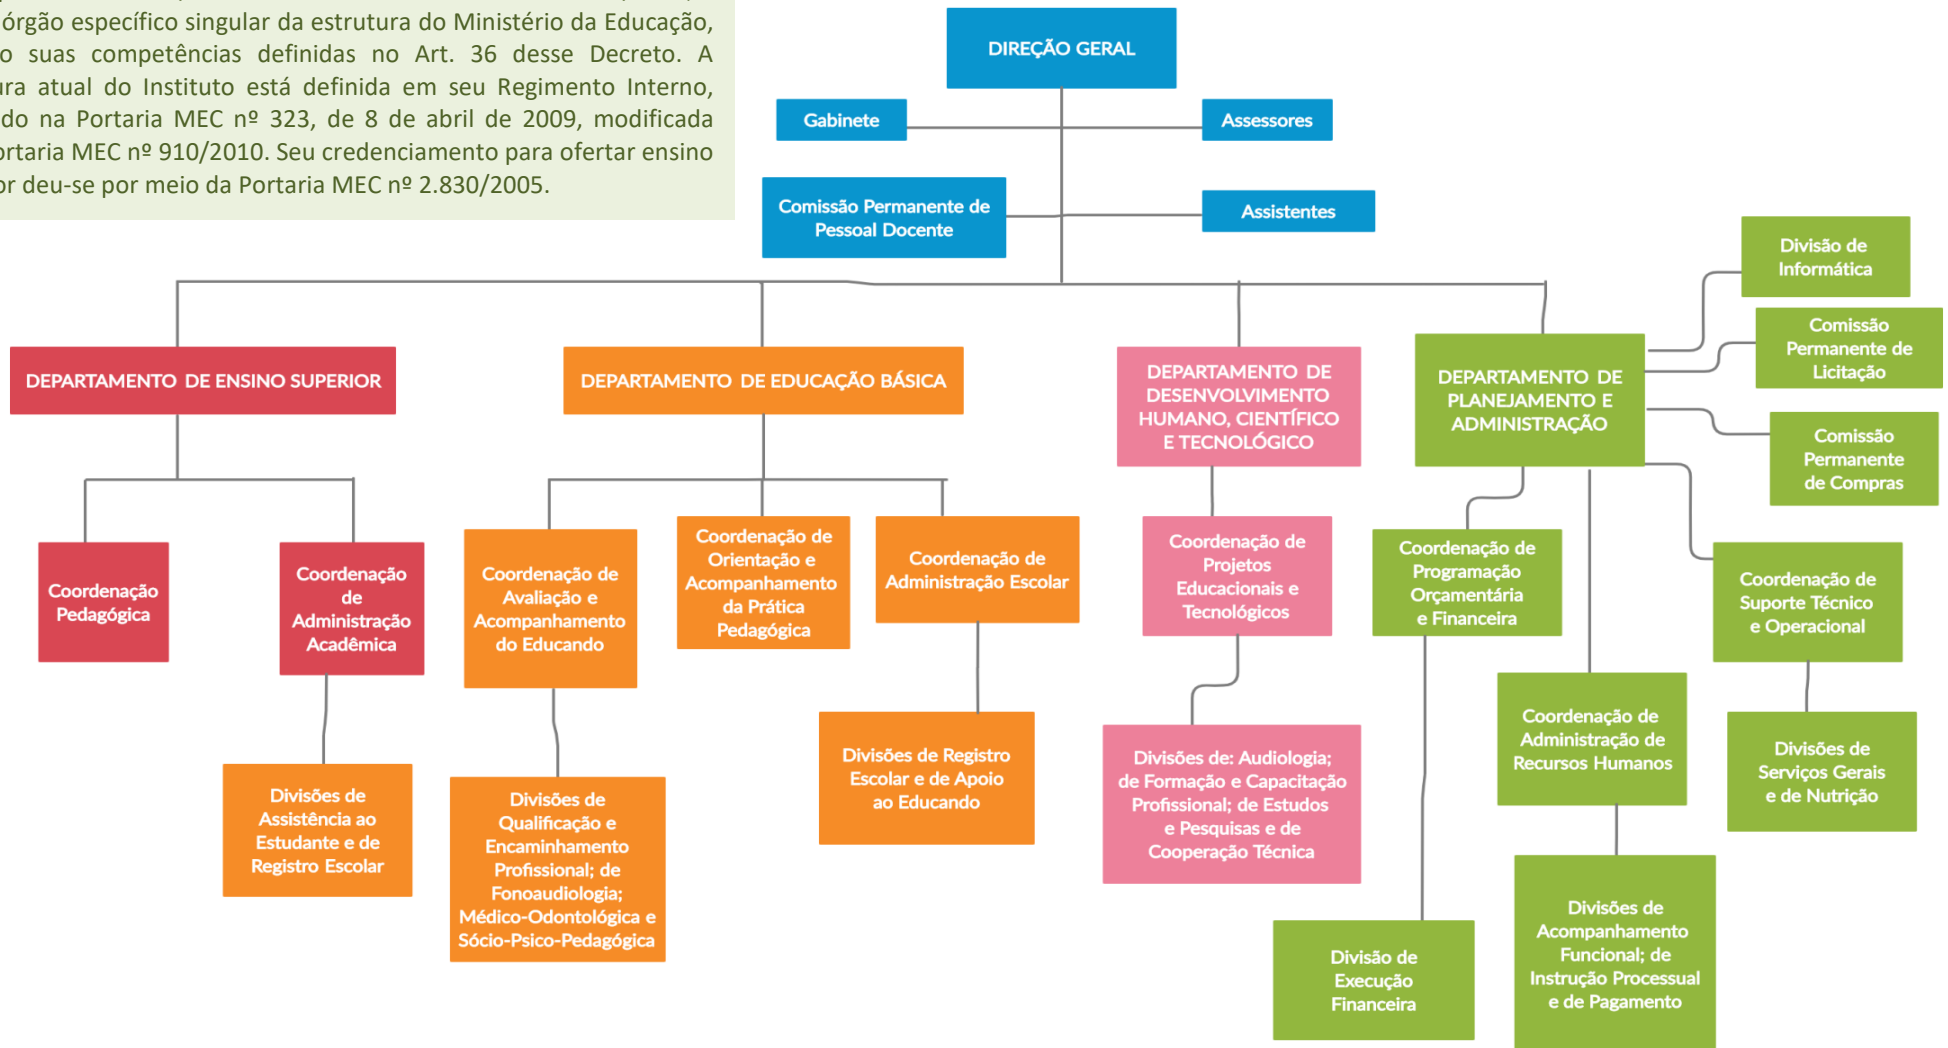 órgão específico singular da estrutura do Ministério da Educação,
o suas competências definidas no Art. 36 desse Decreto. A
ura atual do Instituto está definida em seu Regimento Interno,
do na Portaria MEC nº 323, de 8 de abril de 2009, modificada
ortaria MEC nº 910/2010. Seu credenciamento para ofertar ensino
or deu-se por meio da Portaria MEC nº 2.830/2005.
DIREÇÃO GERAL
Gabinete
Assessores
Comissão Permanente de
Pessoal Docente
Assistentes
DEPARTAMENTO DE ENSINO SUPERIOR
DEPARTAMENTO DE EDUCAÇÃO BÁSICA
DEPARTAMENTO DE
DESENVOLVIMENTO
HUMANO, CIENTÍFICO
E TECNOLÓGICO
DEPARTAMENTO DE
PLANEJAMENTO E
ADMINISTRAÇÃO
Divisão de
Informática
Comissão
Permanente de
Licitação
Comissão
Permanente
de Compras
Coordenação
Pedagógica
Coordenação
de
Administração
Acadêmica
Coordenação de
Avaliação e
Acompanhamento
do Educando
Coordenação de
Orientação e
Acompanhamento
da Prática
Pedagógica
Coordenação de
Administração Escolar
Coordenação de
Projetos
Educacionais e
Tecnológicos
Coordenação de
Programação
Orçamentária
e Financeira
Coordenação de
Suporte Técnico
e Operacional
Coordenação de
Administração de
Recursos Humanos
Divisões de
Assistência ao
Estudante e de
Registro Escolar
Divisões de
Qualificação e
Encaminhamento
Profissional; de
Fonoaudiologia;
Médico-Odontológica e
Sócio-Psico-Pedagógica
Divisões de Registro
Escolar e de Apoio
ao Educando
Divisões de: Audiologia;
de Formação e Capacitação
Profissional; de Estudos
e Pesquisas e de
Cooperação Técnica
Divisões de
Serviços Gerais
e de Nutrição
Divisão de
Execução
Financeira
Divisões de
Acompanhamento
Funcional; de
Instrução Processual
e de Pagamento